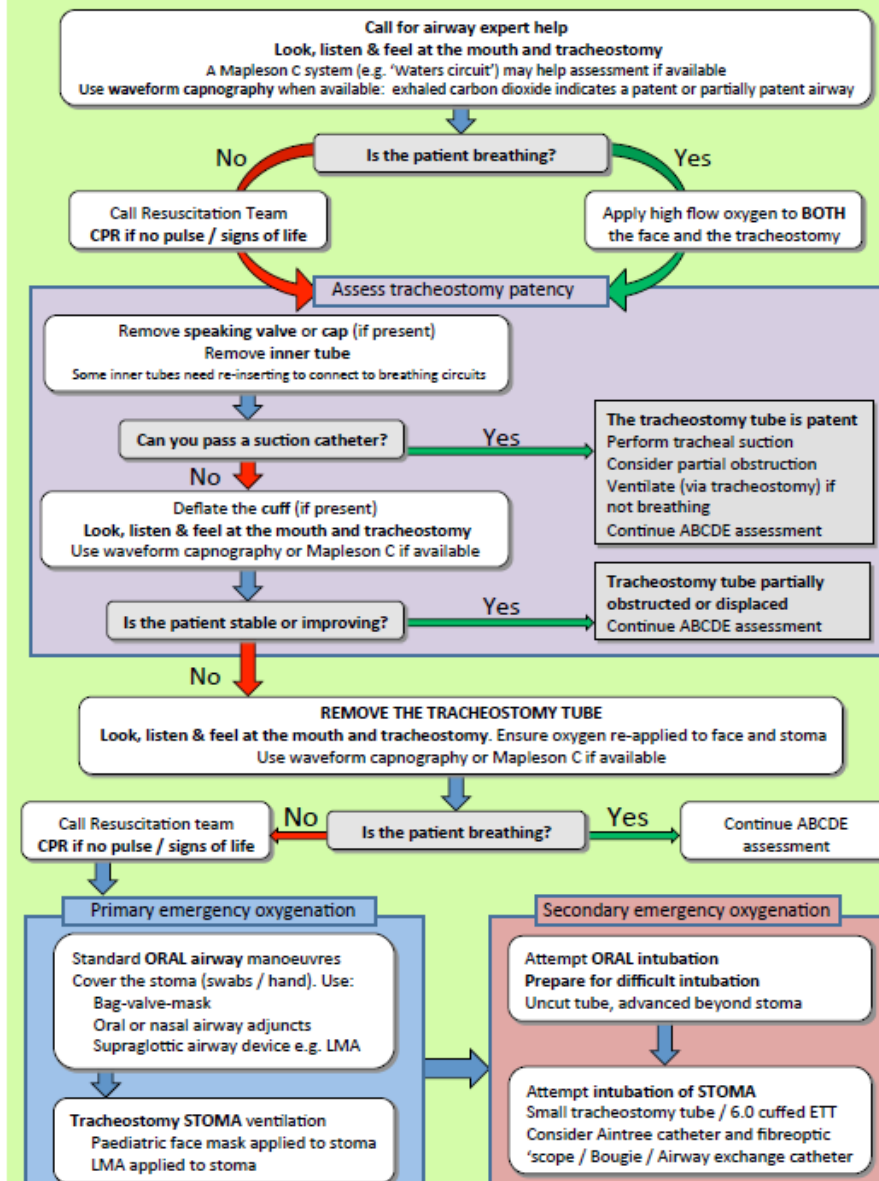 Call for airway expert help
Look, listen & feel at the mouth and tracheostomy
A Mapleson C system (e.g. 'Waters circuit') may help assessment if available
Use waveform capnography when available: exhaled carbon dioxide indicates a patent or partially patent airway
No
Is the patient breathing?
Yes
Call Resuscitation Team
CPR if no pulse / signs of life
Apply high flow oxygen to BOTH
the face and the tracheostomy
Assess tracheostomy patency
Remove speaking valve or cap (if present)
Remove inner tube
Some inner tubes need re-inserting to connect to breathing circuits
Can you pass a suction catheter?
Yes
The tracheostomy tube is patent
Perform tracheal suction
Consider partial obstruction
Ventilate (via tracheostomy) if
not breathing
Continue ABCDE assessment
No
Deflate the cuff (if present)
Look, listen & feel at the mouth and tracheostomy
Use waveform capnography or Mapleson C if available
Is the patient stable or improving?
Yes
Tracheostomy tube partially
obstructed or displaced
Continue ABCDE assessment
No
REMOVE THE TRACHEOSTOMY TUBE
Look, listen & feel at the mouth and tracheostomy. Ensure oxygen re-applied to face and stoma
Use waveform capnography or Mapleson C if available
Call Resuscitation team
CPR if no pulse / signs of life
No
Is the patient breathing?
Yes
Continue ABCDE
assessment
Primary emergency oxygenation
Standard ORAL airway manoeuvres
Cover the stoma (swabs / hand). Use:
Bag-valve-mask
Oral or nasal airway adjuncts
Supraglottic airway device e.g. LMA
Tracheostomy STOMA ventilation
Paediatric face mask applied to stoma
LMA applied to stoma
Secondary emergency oxygenation
Attempt ORAL intubation
Prepare for difficult intubation
Uncut tube, advanced beyond stoma
Attempt intubation of STOMA
Small tracheostomy tube / 6.0 cuffed ETT
Consider Aintree catheter and fibreoptic
'scope / Bougie / Airway exchange catheter